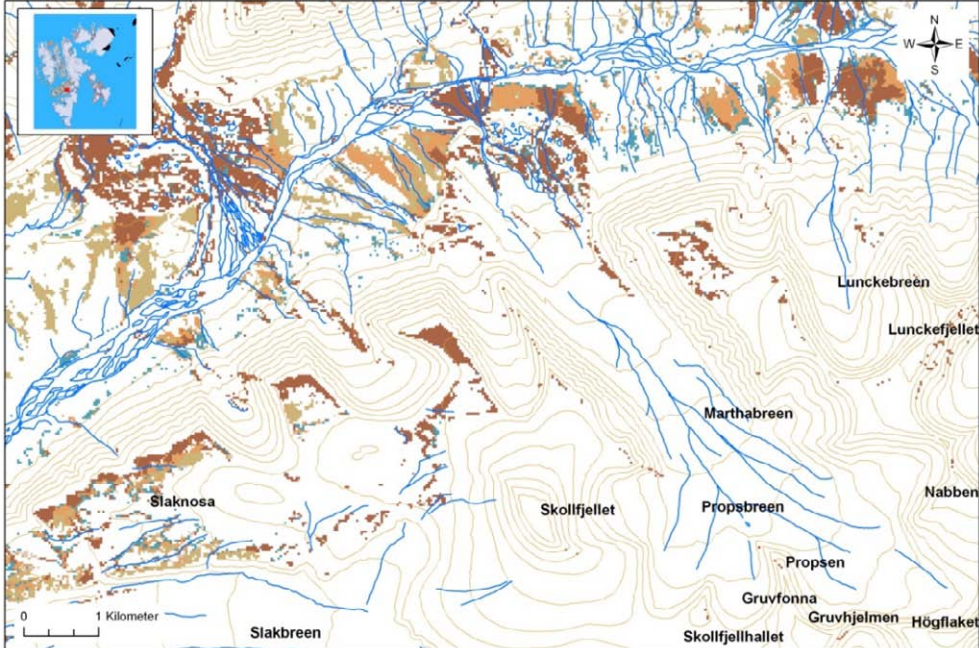 N
W E
S
Lunckebreen
Lunckefjellet
Marthabreen
Nabben
Slaknosa
Skollfjellet
Propsbreen
Propsen
Gruvfonna
0 1 Kilometer
Gruvhjelmen
Högflaket
Slakbreen
Skollfjellhallet